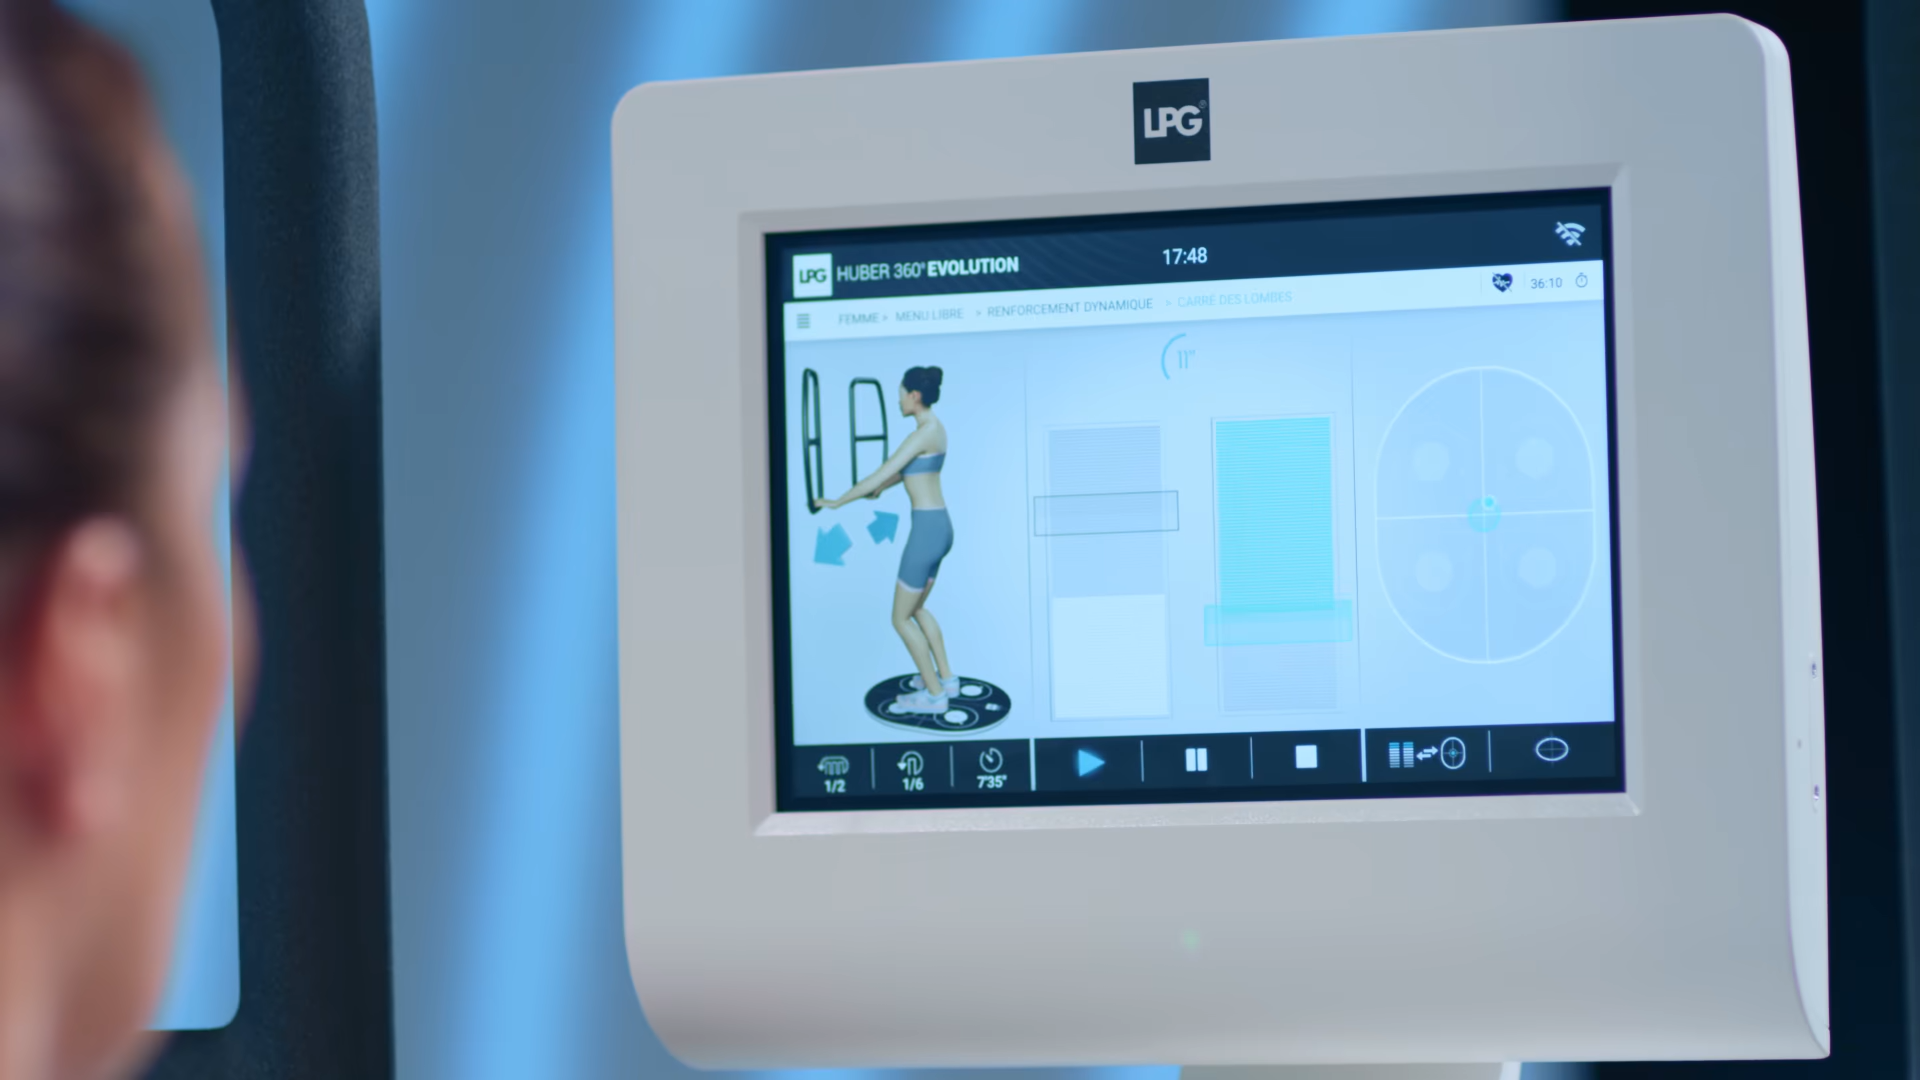 LPG®
LPG HUBER 360° EVOLUTION
17:48
FEMME > MENU LIBRE > RENFORCEMENT DYNAMIQUE > CARRÉ DES LOMBES
36:10
11"
1/2
1/6
7'35"